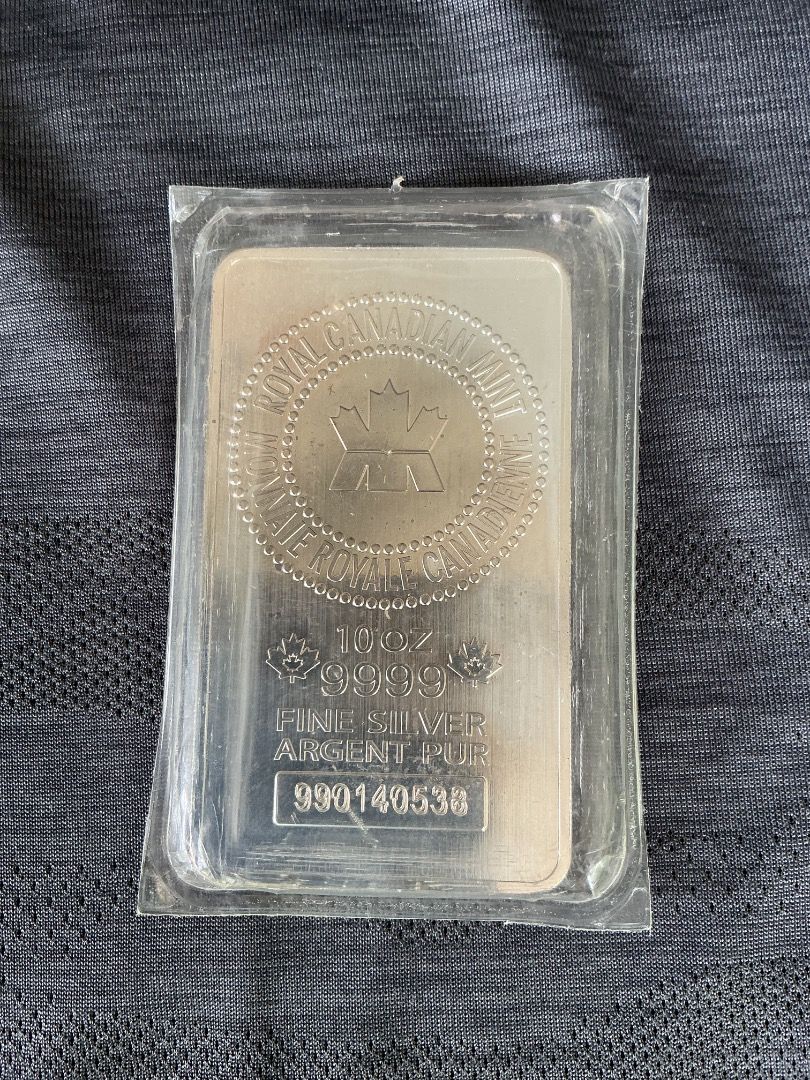 ROYAL CANADIAN MINT
MONNAIE ROYALE CANADIENNE
10 OZ
9999
FINE SILVER
ARGENT PUR
990140538